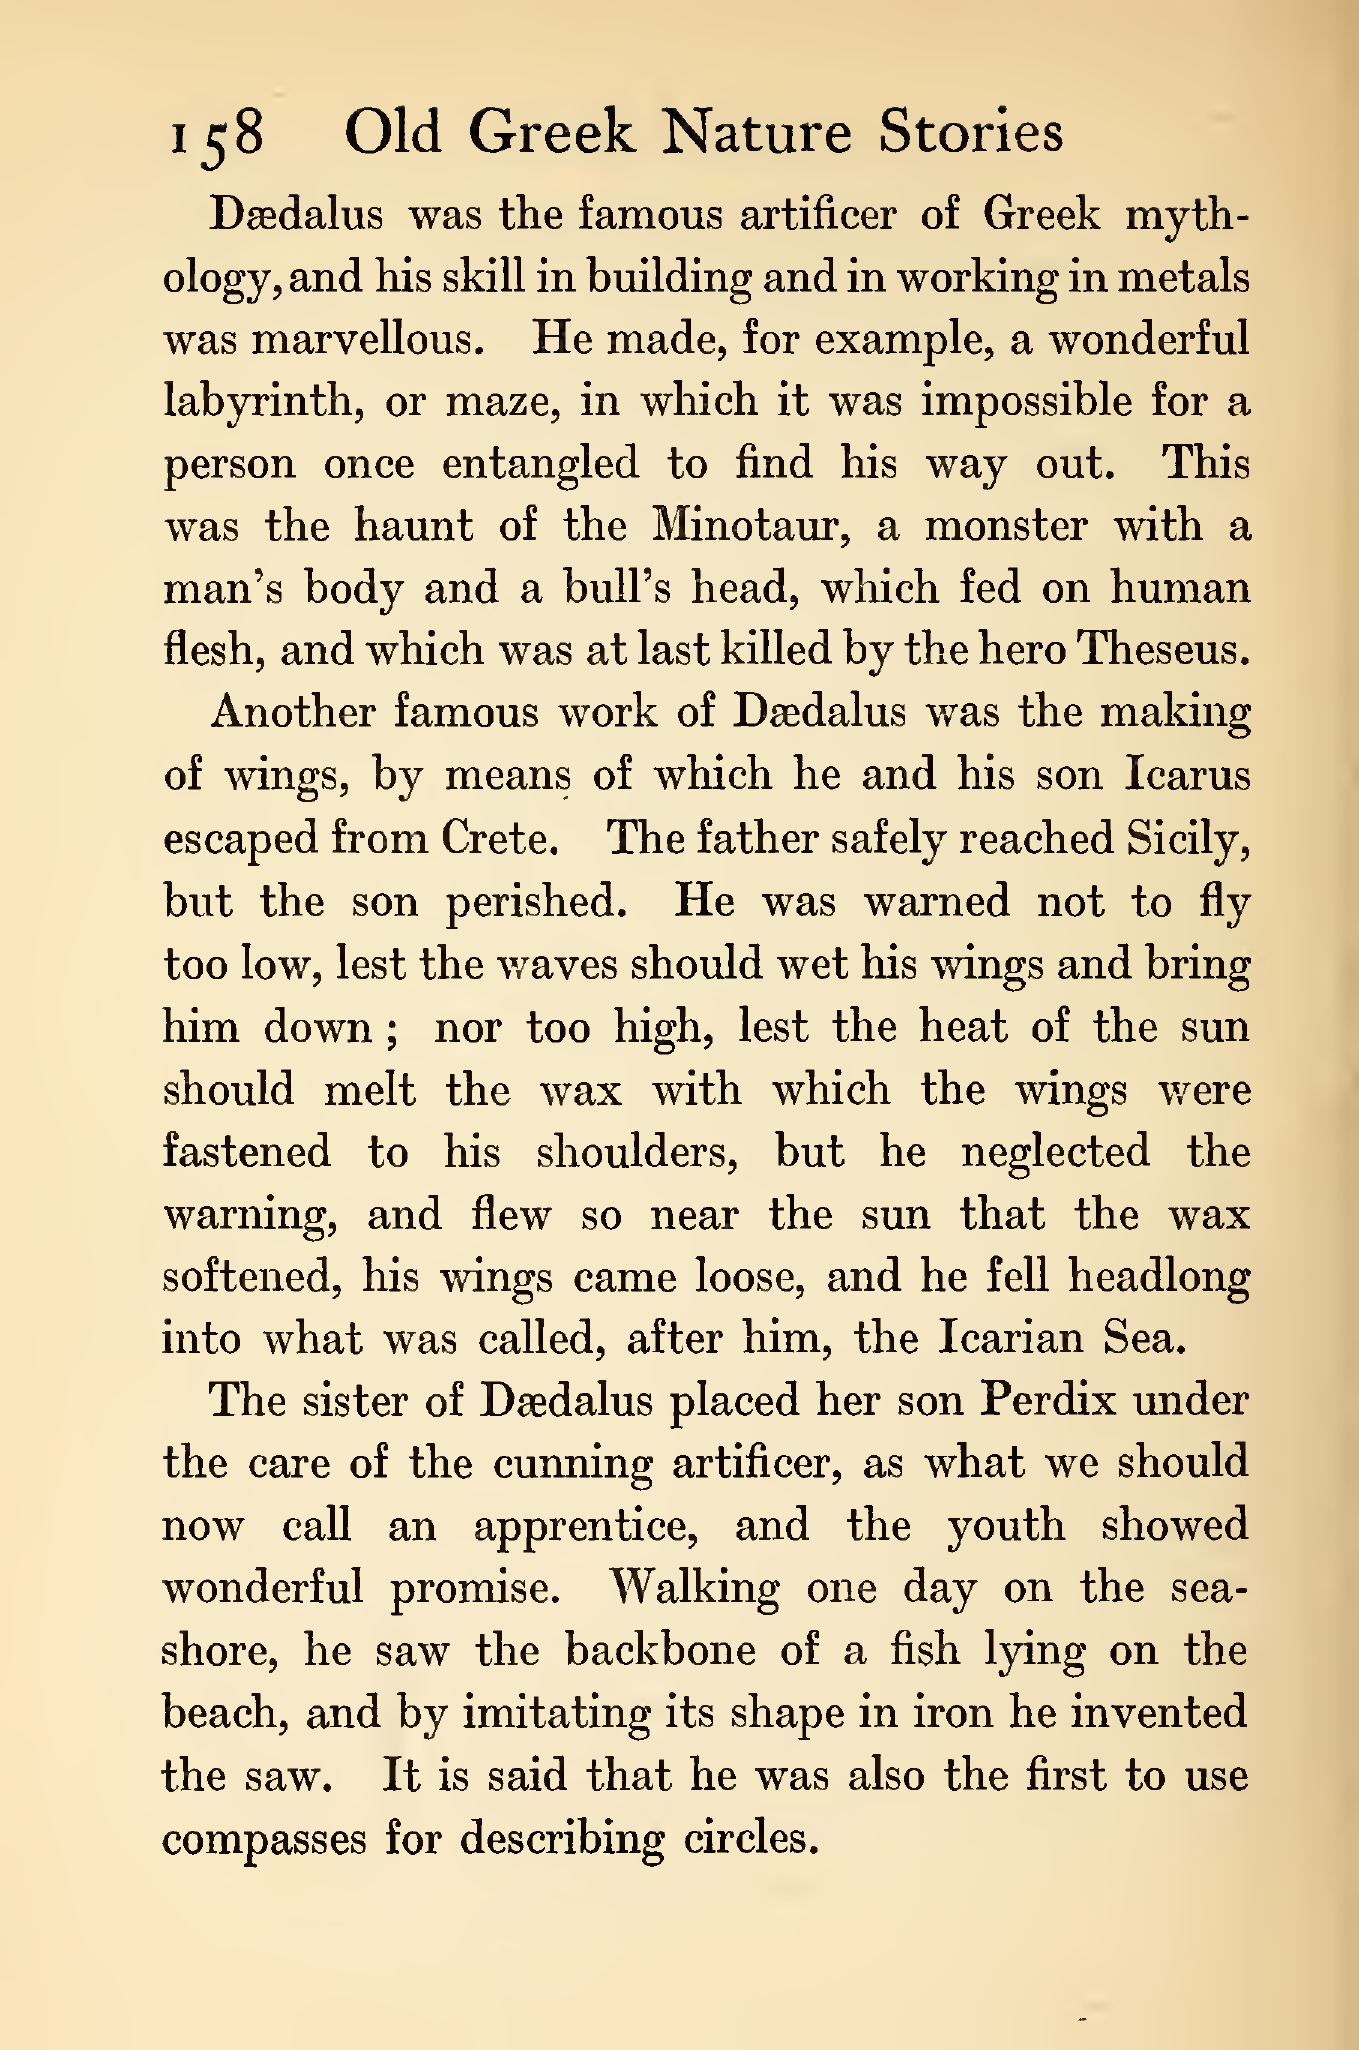 158 Old Greek Nature Stories
Dædalus was the famous artificer of Greek myth-
ology, and his skill in building and in working in metals
was marvellous. He made, for example, a wonderful
labyrinth, or maze, in which it was impossible for a
person once entangled to find his way out. This
was the haunt of the Minotaur, a monster with a
man's body and a bull's head, which fed on human
flesh, and which was at last killed by the hero Theseus.
Another famous work of Dædalus was the making
of wings, by means of which he and his son Icarus
escaped from Crete. The father safely reached Sicily,
but the son perished. He was warned not to fly
too low, lest the waves should wet his wings and bring
him down ; nor too high, lest the heat of the sun
should melt the wax with which the wings were
fastened to his shoulders, but he neglected the
warning, and flew so near the sun that the wax
softened, his wings came loose, and he fell headlong
into what was called, after him, the Icarian Sea.
The sister of Dædalus placed her son Perdix under
the care of the cunning artificer, as what we should
now call an apprentice, and the youth showed
wonderful promise. Walking one day on the sea-
shore, he saw the backbone of a fish lying on the
beach, and by imitating its shape in iron he invented
the saw. It is said that he was also the first to use
compasses for describing circles.